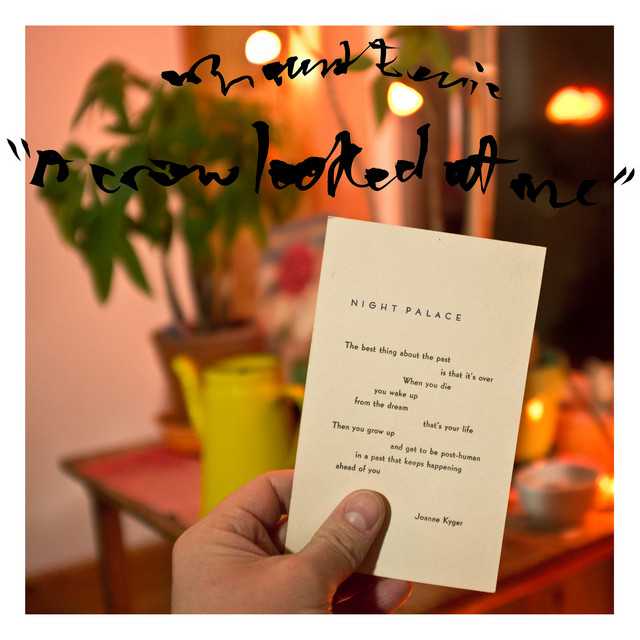 mount Eerie
"A crow looked at me"
NIGHT PALACE
The best thing about the past
is that it's over
When you die
you wake up
from the dream
that's your life
Then you grow up
and get to be post-human
in a past that keeps happening
ahead of you
Joanne Kyger